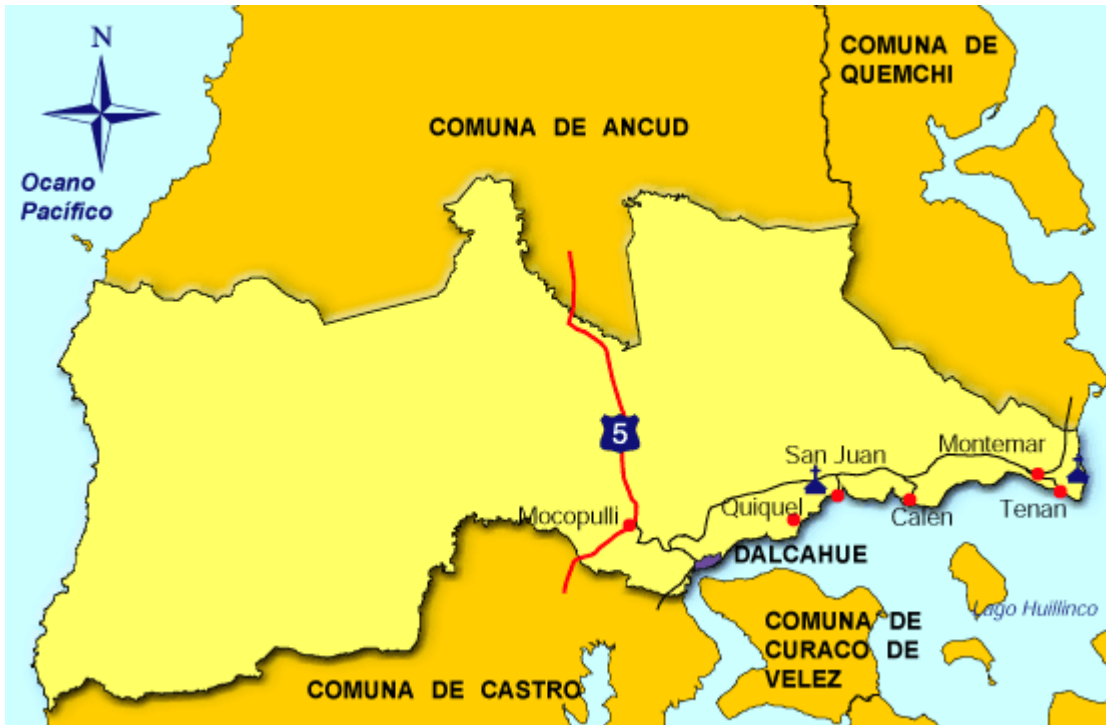 N
COMUNA DE
QUEMCHI
COMUNA DE ANCUD
Ocano
Pacífico
5
Montemar
San Juan
Quiquel
Mocopulli
Calen
Tenan
DALCAHUE
Lago Huillinco
COMUNA DE
CURACO DE
VELEZ
COMUNA DE CASTRO